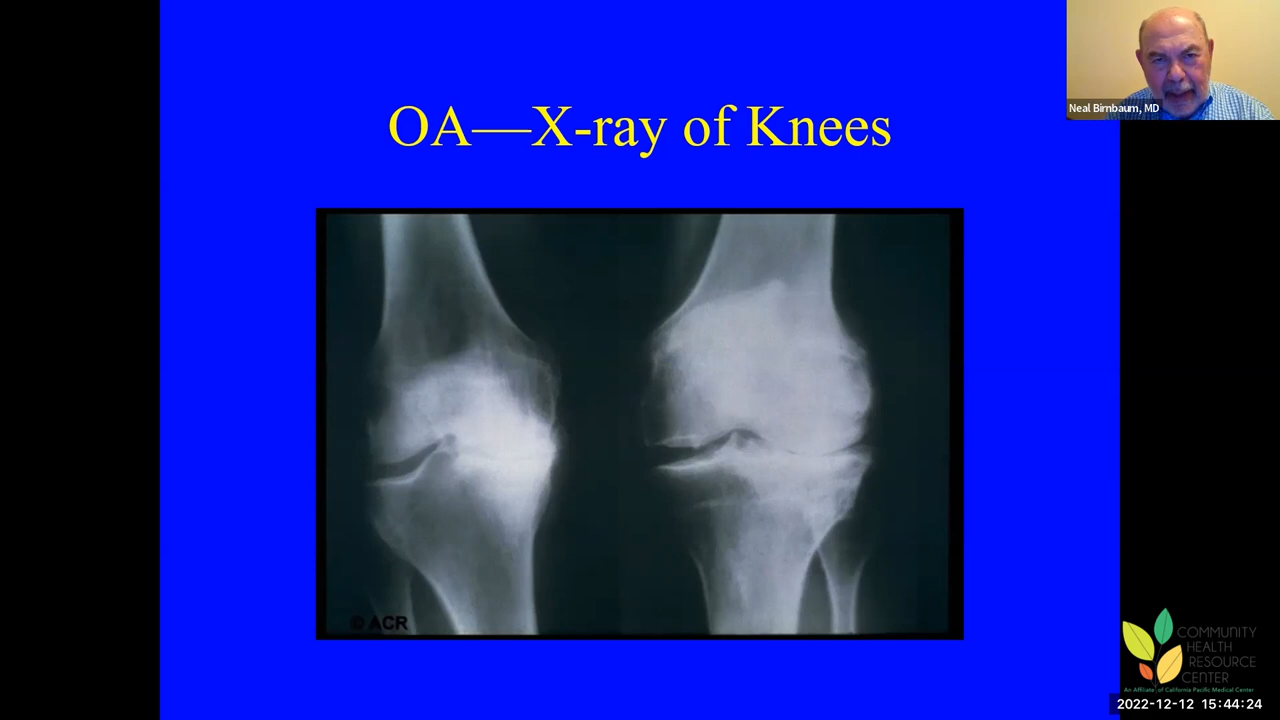 Neal Birnbaum, MD
OA—X-ray of Knees
© ACR
COMMUNITY
HEALTH
RESOURCE
CENTER
An Affiliate of California Pacific Medical Center
2022-12-12 15:44:24